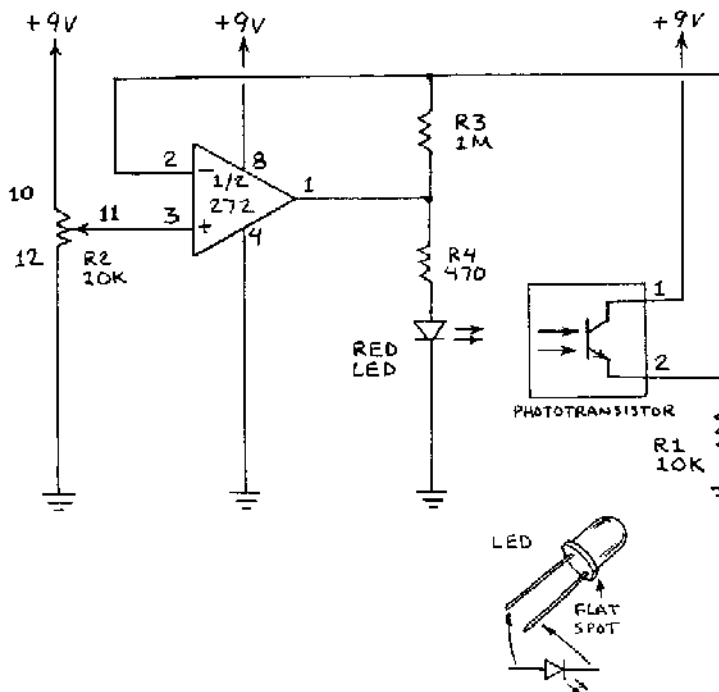 +9V
+9V
+9V
R3
1M
2
8
−
1/2
272
1
10
11
3
+
4
12
R2
10K
R4
470
1
RED
LED
2
PHOTOTRANSISTOR
R1
10K
LED
FLAT
SPOT